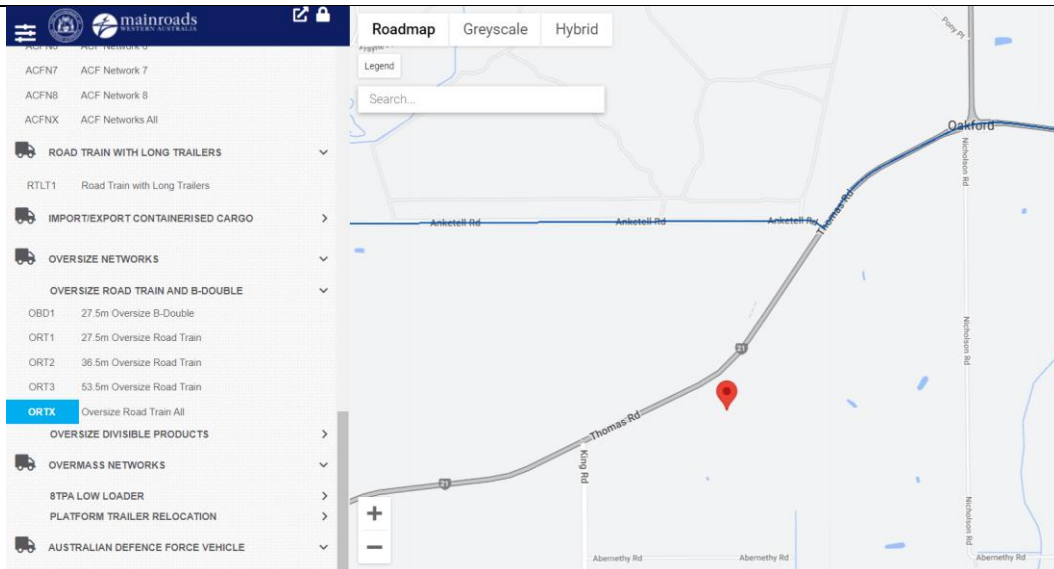 mainroads
WESTERN AUSTRALIA
ACFN7 ACF Network 7
ACFN8 ACF Network 8
ACFNX ACF Networks All
ROAD TRAIN WITH LONG TRAILERS
RTLT1 Road Train with Long Trailers
IMPORT/EXPORT CONTAINERISED CARGO
OVERSIZE NETWORKS
OVERSIZE ROAD TRAIN AND B-DOUBLE
OBD1 27.5m Oversize B-Double
ORT1 27.5m Oversize Road Train
ORT2 36.5m Oversize Road Train
ORT3 53.5m Oversize Road Train
ORTX Oversize Road Train All
OVERSIZE DIVISIBLE PRODUCTS
OVERMASS NETWORKS
8TPA LOW LOADER
PLATFORM TRAILER RELOCATION
AUSTRALIAN DEFENCE FORCE VEHICLE
Roadmap Greyscale Hybrid
Legend
Search...
Pony Pl
Oakford
Nicholson Rd
Thomas Rd
Anketell Rd Anketell Rd Anketell Rd
21
Nicholson Rd
Thomas Rd
King Rd
21
+
−
Nicholson Rd
Abernethy Rd Abernethy Rd Abernethy Rd